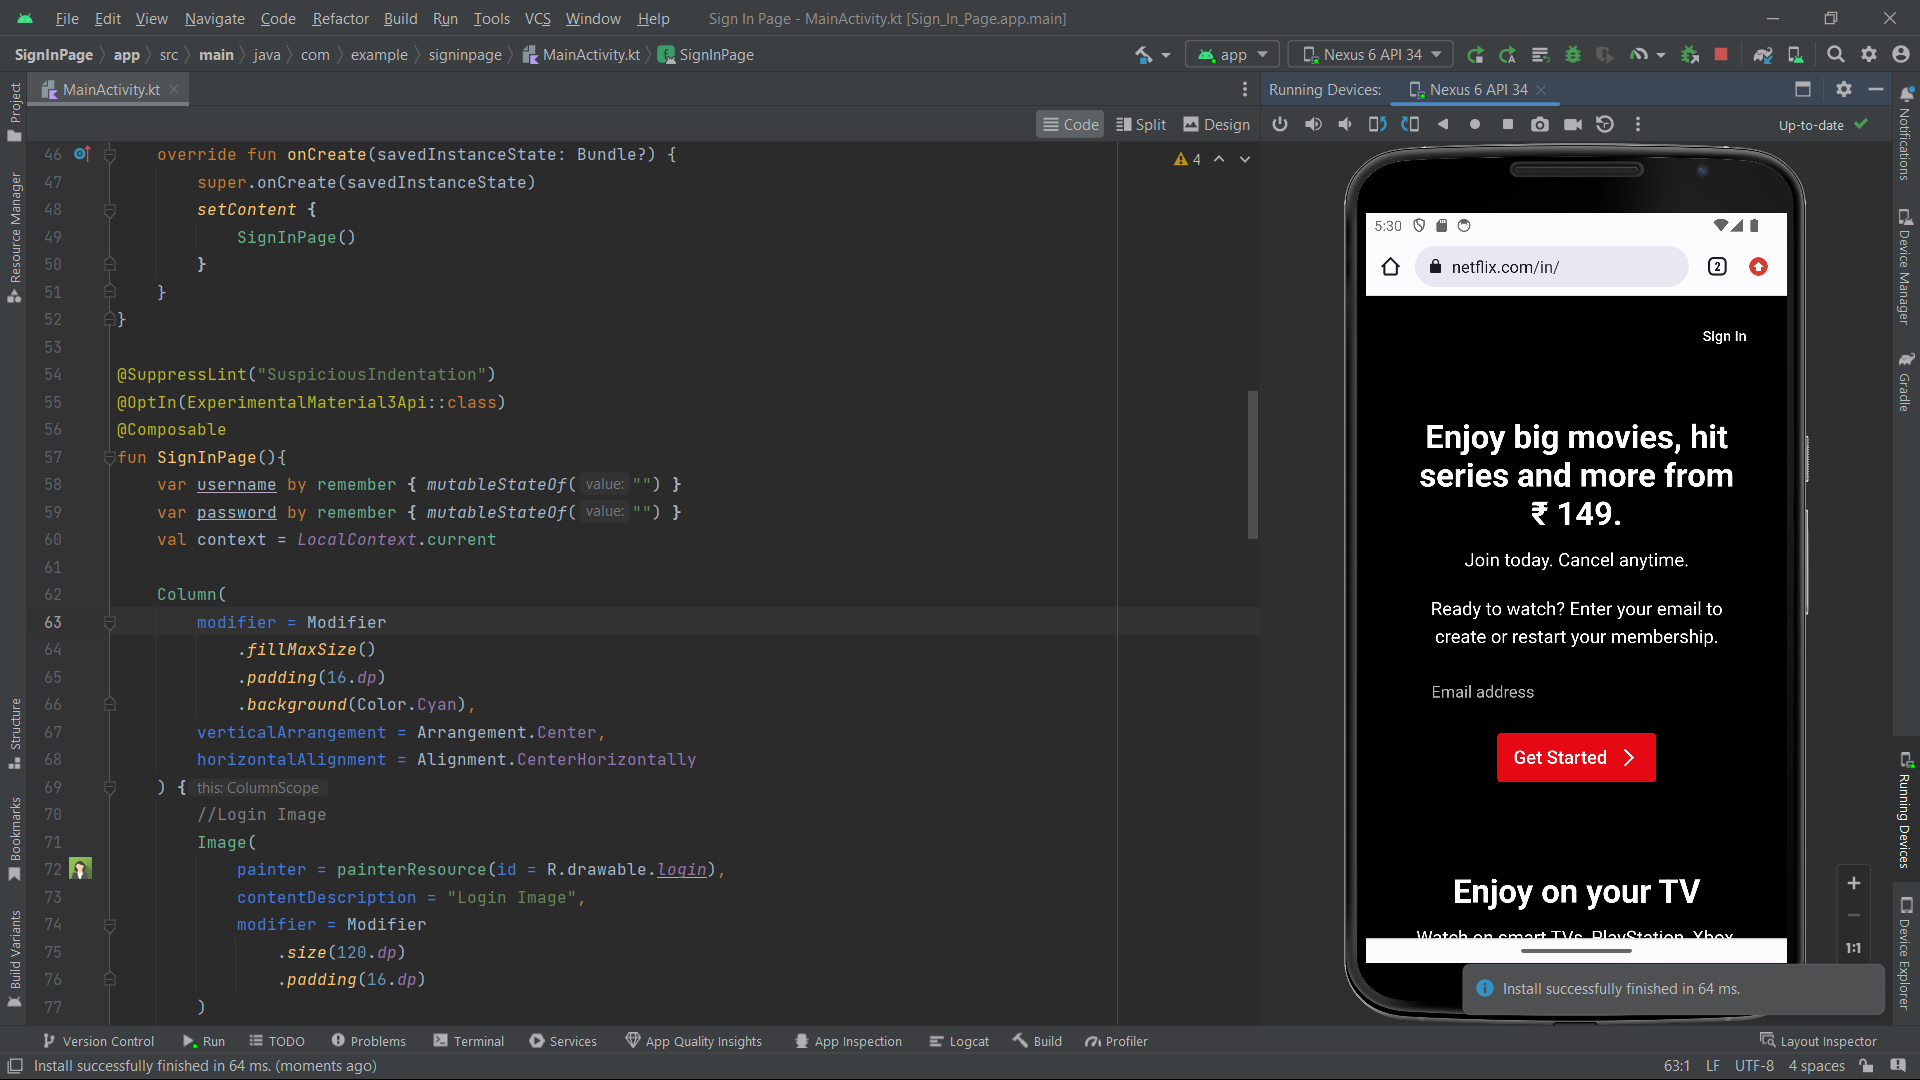 File Edit View Navigate Code Refactor Build Run Tools VCS Window Help Sign In Page - MainActivity.kt [Sign_In_Page.app.main]
SignInPage app src main java com example signinpage MainActivity.kt SignInPage
app Nexus 6 API 34
MainActivity.kt
Running Devices: Nexus 6 API 34
Code Split Design
Up-to-date
4
46 override fun onCreate(savedInstanceState: Bundle?) {
47 super.onCreate(savedInstanceState)
48 setContent {
49 SignInPage()
50 }
51 }
52 }
53
54 @SuppressLint("SuspiciousIndentation")
55 @OptIn(ExperimentalMaterial3Api::class)
56 @Composable
57 fun SignInPage(){
58 var username by remember { mutableStateOf( value: "") }
59 var password by remember { mutableStateOf( value: "") }
60 val context = LocalContext.current
61
62 Column(
63 modifier = Modifier
64 .fillMaxSize()
65 .padding(16.dp)
66 .background(Color.Cyan),
67 verticalArrangement = Arrangement.Center,
68 horizontalAlignment = Alignment.CenterHorizontally
69 ) { this: ColumnScope
70 //Login Image
71 Image(
72 painter = painterResource(id = R.drawable.login),
73 contentDescription = "Login Image",
74 modifier = Modifier
75 .size(120.dp)
76 .padding(16.dp)
77 )
Project
Resource Manager
Structure
Bookmarks
Build Variants
5:30
netflix.com/in/
2
Sign In
Enjoy big movies, hit
series and more from
₹ 149.
Join today. Cancel anytime.
Ready to watch? Enter your email to
create or restart your membership.
Email address
Get Started
Enjoy on your TV
Watch on smart TVs, PlayStation, Xbox,
1:1
Install successfully finished in 64 ms.
Notifications
Device Manager
Gradle
Running Devices
Device Explorer
Version Control Run TODO Problems Terminal Services App Quality Insights App Inspection Logcat Build Profiler Layout Inspector
Install successfully finished in 64 ms. (moments ago) 63:1 LF UTF-8 4 spaces